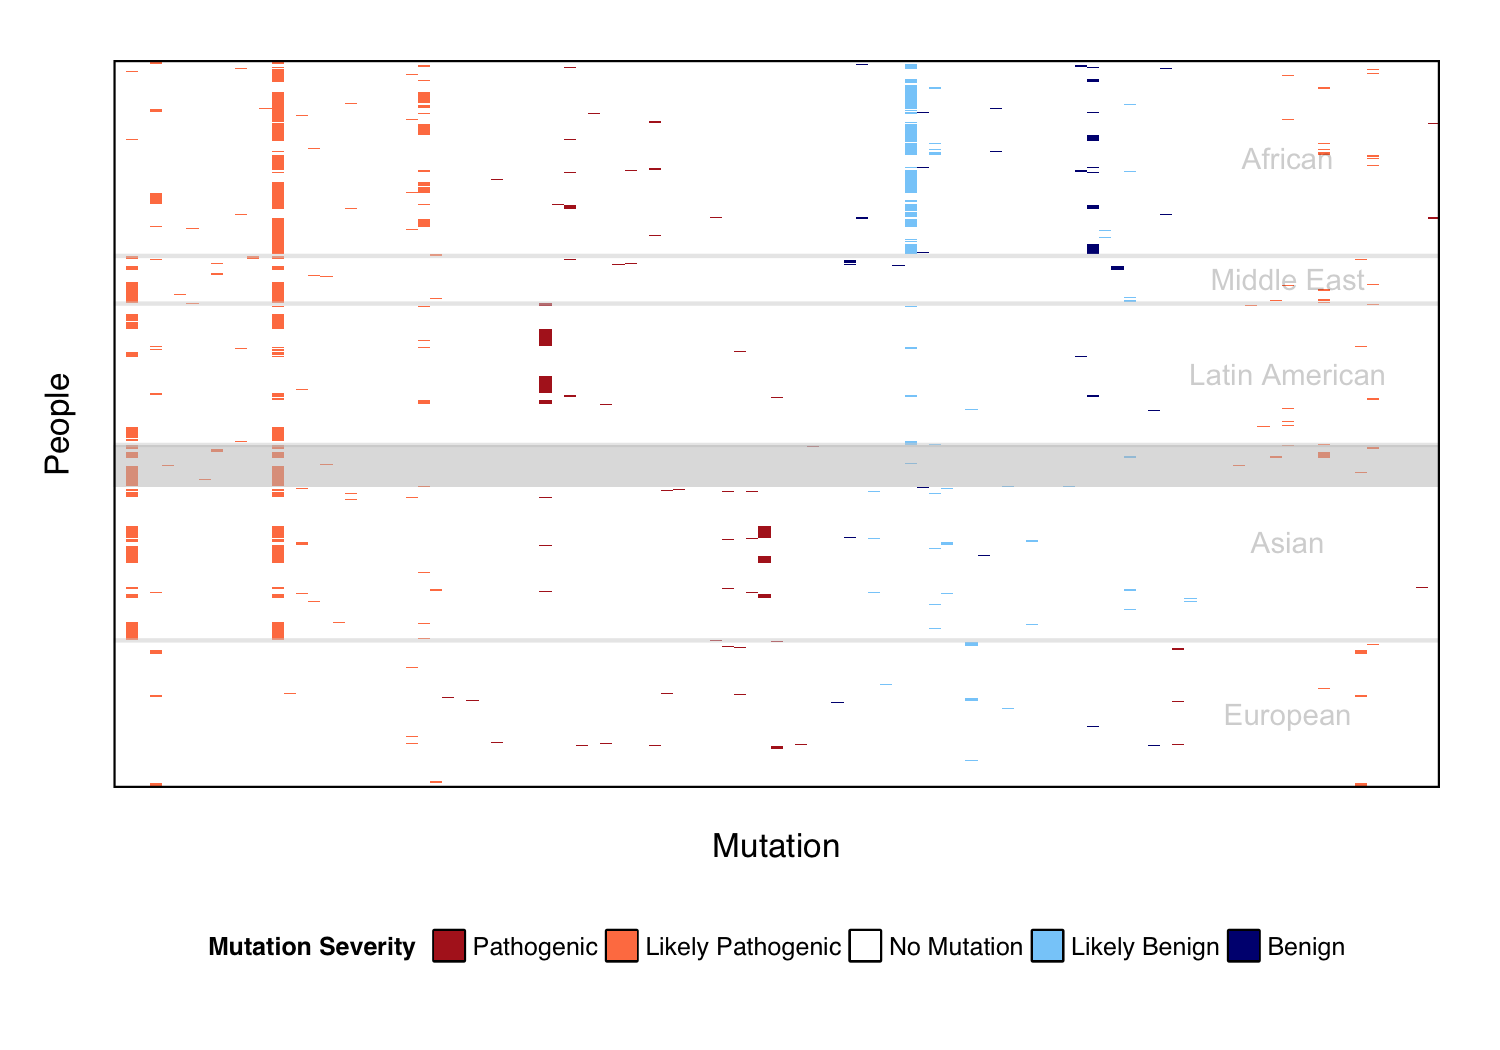 African
Middle East
Latin American
Asian
European
People
Mutation
Mutation Severity Pathogenic Likely Pathogenic No Mutation Likely Benign Benign